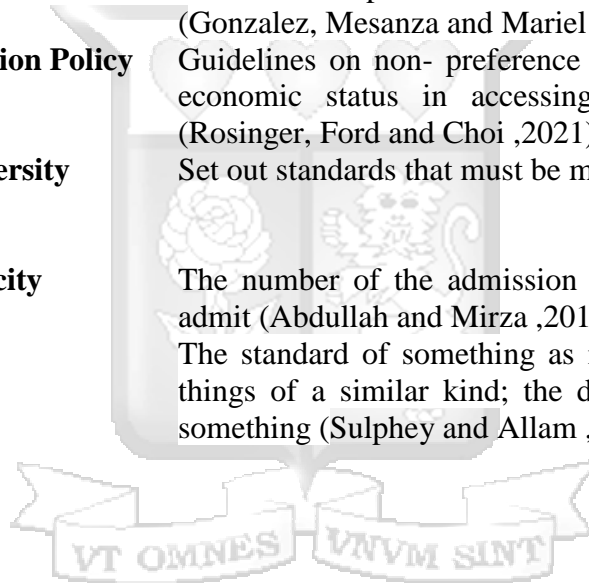 (Gonzalez, Mesanza and Mariel
ion Policy Guidelines on non- preference
economic status in accessing
(Rosinger, Ford and Choi ,2021)
ersity Set out standards that must be m
city The number of the admission
admit (Abdullah and Mirza ,201
The standard of something as
things of a similar kind; the d
something (Sulphey and Allam ,
VT OMNES VNVM SINT